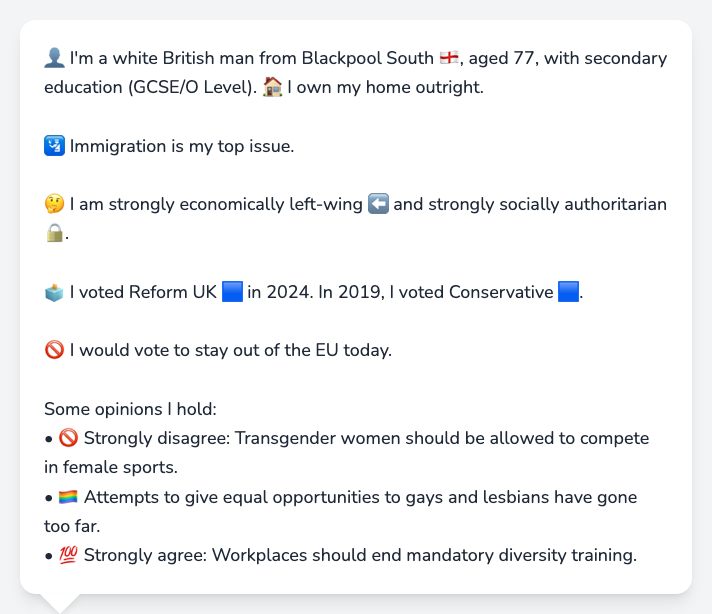 👤 I'm a white British man from Blackpool South 🏴󠁧󠁢󠁥󠁮󠁧󠁿, aged 77, with secondary
education (GCSE/O Level). 🏠 I own my home outright.
🛂 Immigration is my top issue.
🤔 I am strongly economically left-wing ⬅️ and strongly socially authoritarian
🔒.
🗳️ I voted Reform UK 🟦 in 2024. In 2019, I voted Conservative 🟦.
🚫 I would vote to stay out of the EU today.
Some opinions I hold:
• 🚫 Strongly disagree: Transgender women should be allowed to compete
in female sports.
• 🏳️‍🌈 Attempts to give equal opportunities to gays and lesbians have gone
too far.
• 💯 Strongly agree: Workplaces should end mandatory diversity training.